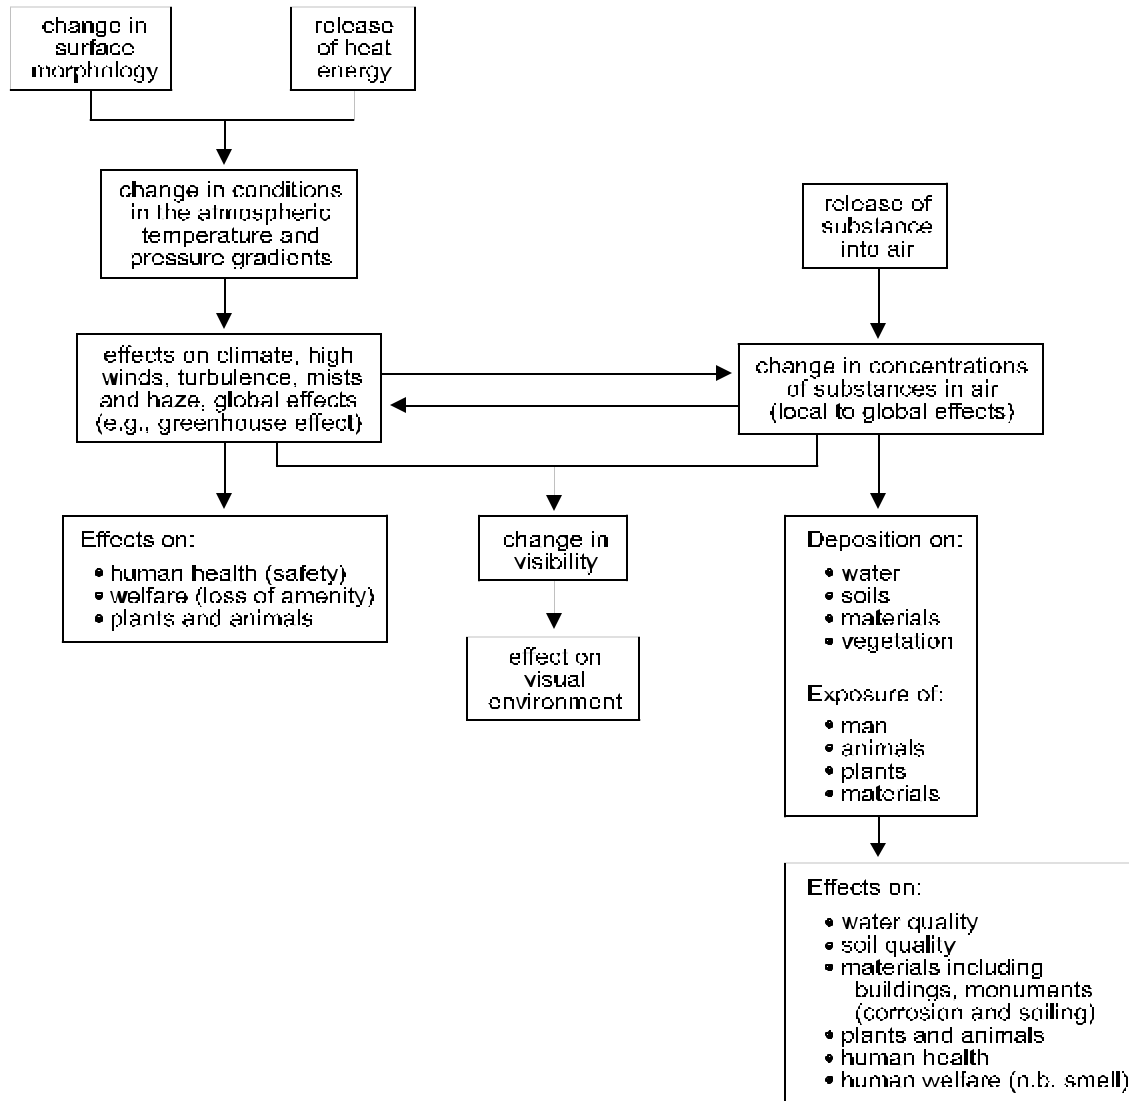 change in
surface
morphology
release
of heat
energy
change in conditions
in the atmospheric
temperature and
pressure gradients
release of
substance
into air
effects on climate, high
winds, turbulence, mists
and haze, global effects
(e.g., greenhouse effect)
change in concentrations
of substances in air
(local to global effects)
Effects on:
• human health (safety)
• welfare (loss of amenity)
• plants and animals
change in
visibility
effect on
visual
environment
Deposition on:
• water
• soils
• materials
• vegetation
Exposure of:
• man
• animals
• plants
• materials
Effects on:
• water quality
• soil quality
• materials including
buildings, monuments
(corrosion and soiling)
• plants and animals
• human health
• human welfare (n.b. smell)